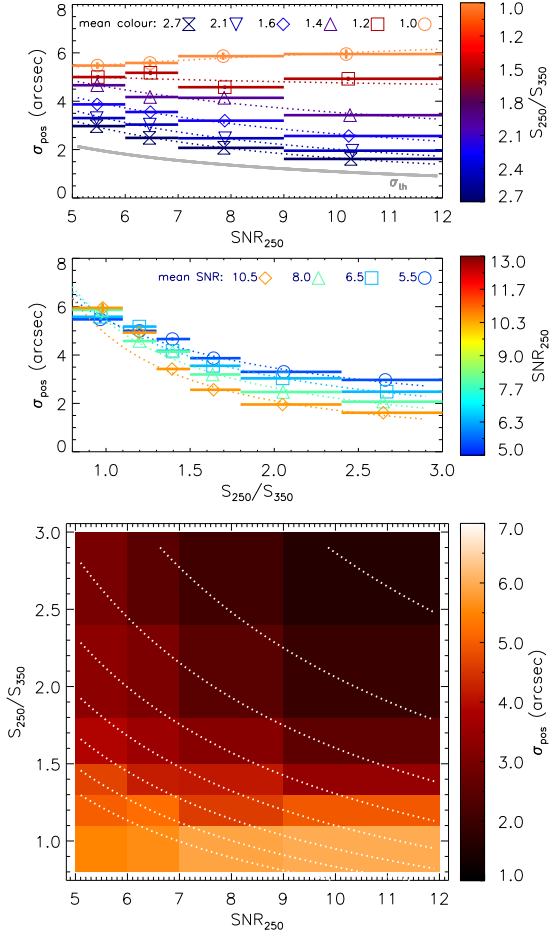 mean colour: 2.7 2.1 1.6 1.4 1.2 1.0
8
6
4
2
0
σpos (arcsec)
σlh
5 6 7 8 9 10 11 12
SNR250
1.0
1.2
1.5
1.8
2.1
2.4
2.7
S250/S350
mean SNR: 10.5 8.0 6.5 5.5
8
6
4
2
0
σpos (arcsec)
1.0 1.5 2.0 2.5 3.0
S250/S350
13.0
11.7
10.3
9.0
7.7
6.3
5.0
SNR250
3.0
2.5
2.0
1.5
1.0
S250/S350
5 6 7 8 9 10 11 12
SNR250
7.0
6.0
5.0
4.0
3.0
2.0
1.0
σpos (arcsec)